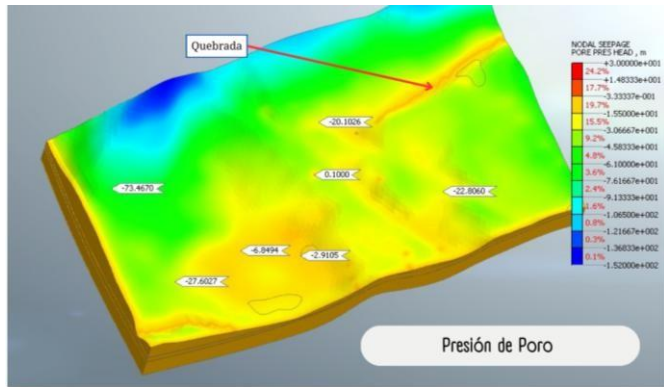 Quebrada
NODAL SEEPAGE
PORE PRES HEAD , m
+3.00000e+001
24.2%
+1.48333e+001
17.7%
-3.33337e-001
19.7%
-1.55000e+001
15.5%
-3.06667e+001
9.2%
-4.58333e+001
4.8%
-6.10000e+001
3.6%
-7.61667e+001
2.4%
-9.13333e+001
1.6%
-1.06500e+002
0.8%
-1.21667e+002
0.3%
-1.36833e+002
0.1%
-1.52000e+002
-20.1026
0.1000
-73.4670
-22.8060
-6.8494
-2.9105
-27.6027
Presión de Poro